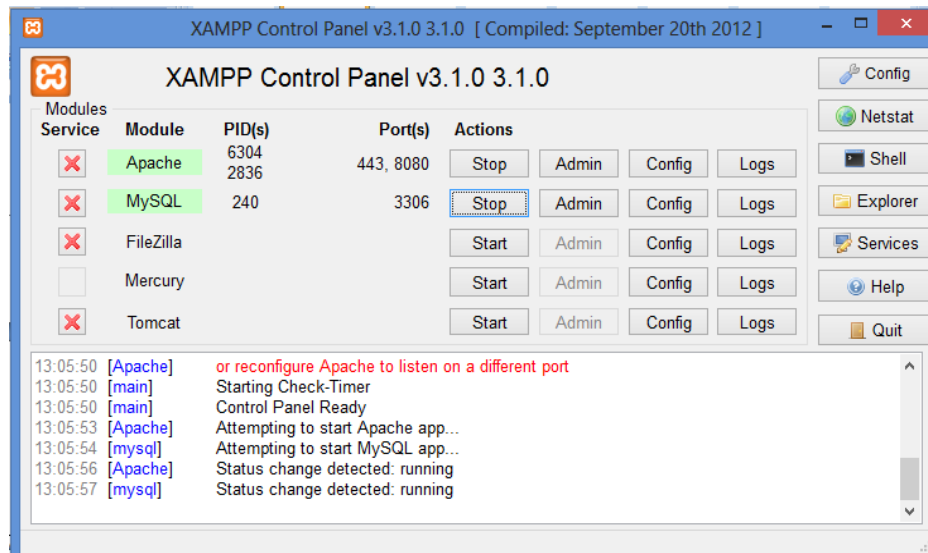 XAMPP Control Panel v3.1.0 3.1.0 [ Compiled: September 20th 2012 ]
XAMPP Control Panel v3.1.0 3.1.0
Config
Netstat
Shell
Explorer
Services
Help
Quit
Modules
Service Module PID(s) Port(s) Actions
Apache 6304 2836 443, 8080 Stop Admin Config Logs
MySQL 240 3306 Stop Admin Config Logs
FileZilla Start Admin Config Logs
Mercury Start Admin Config Logs
Tomcat Start Admin Config Logs
13:05:50 [Apache] or reconfigure Apache to listen on a different port
13:05:50 [main] Starting Check-Timer
13:05:50 [main] Control Panel Ready
13:05:53 [Apache] Attempting to start Apache app...
13:05:54 [mysql] Attempting to start MySQL app...
13:05:56 [Apache] Status change detected: running
13:05:57 [mysql] Status change detected: running